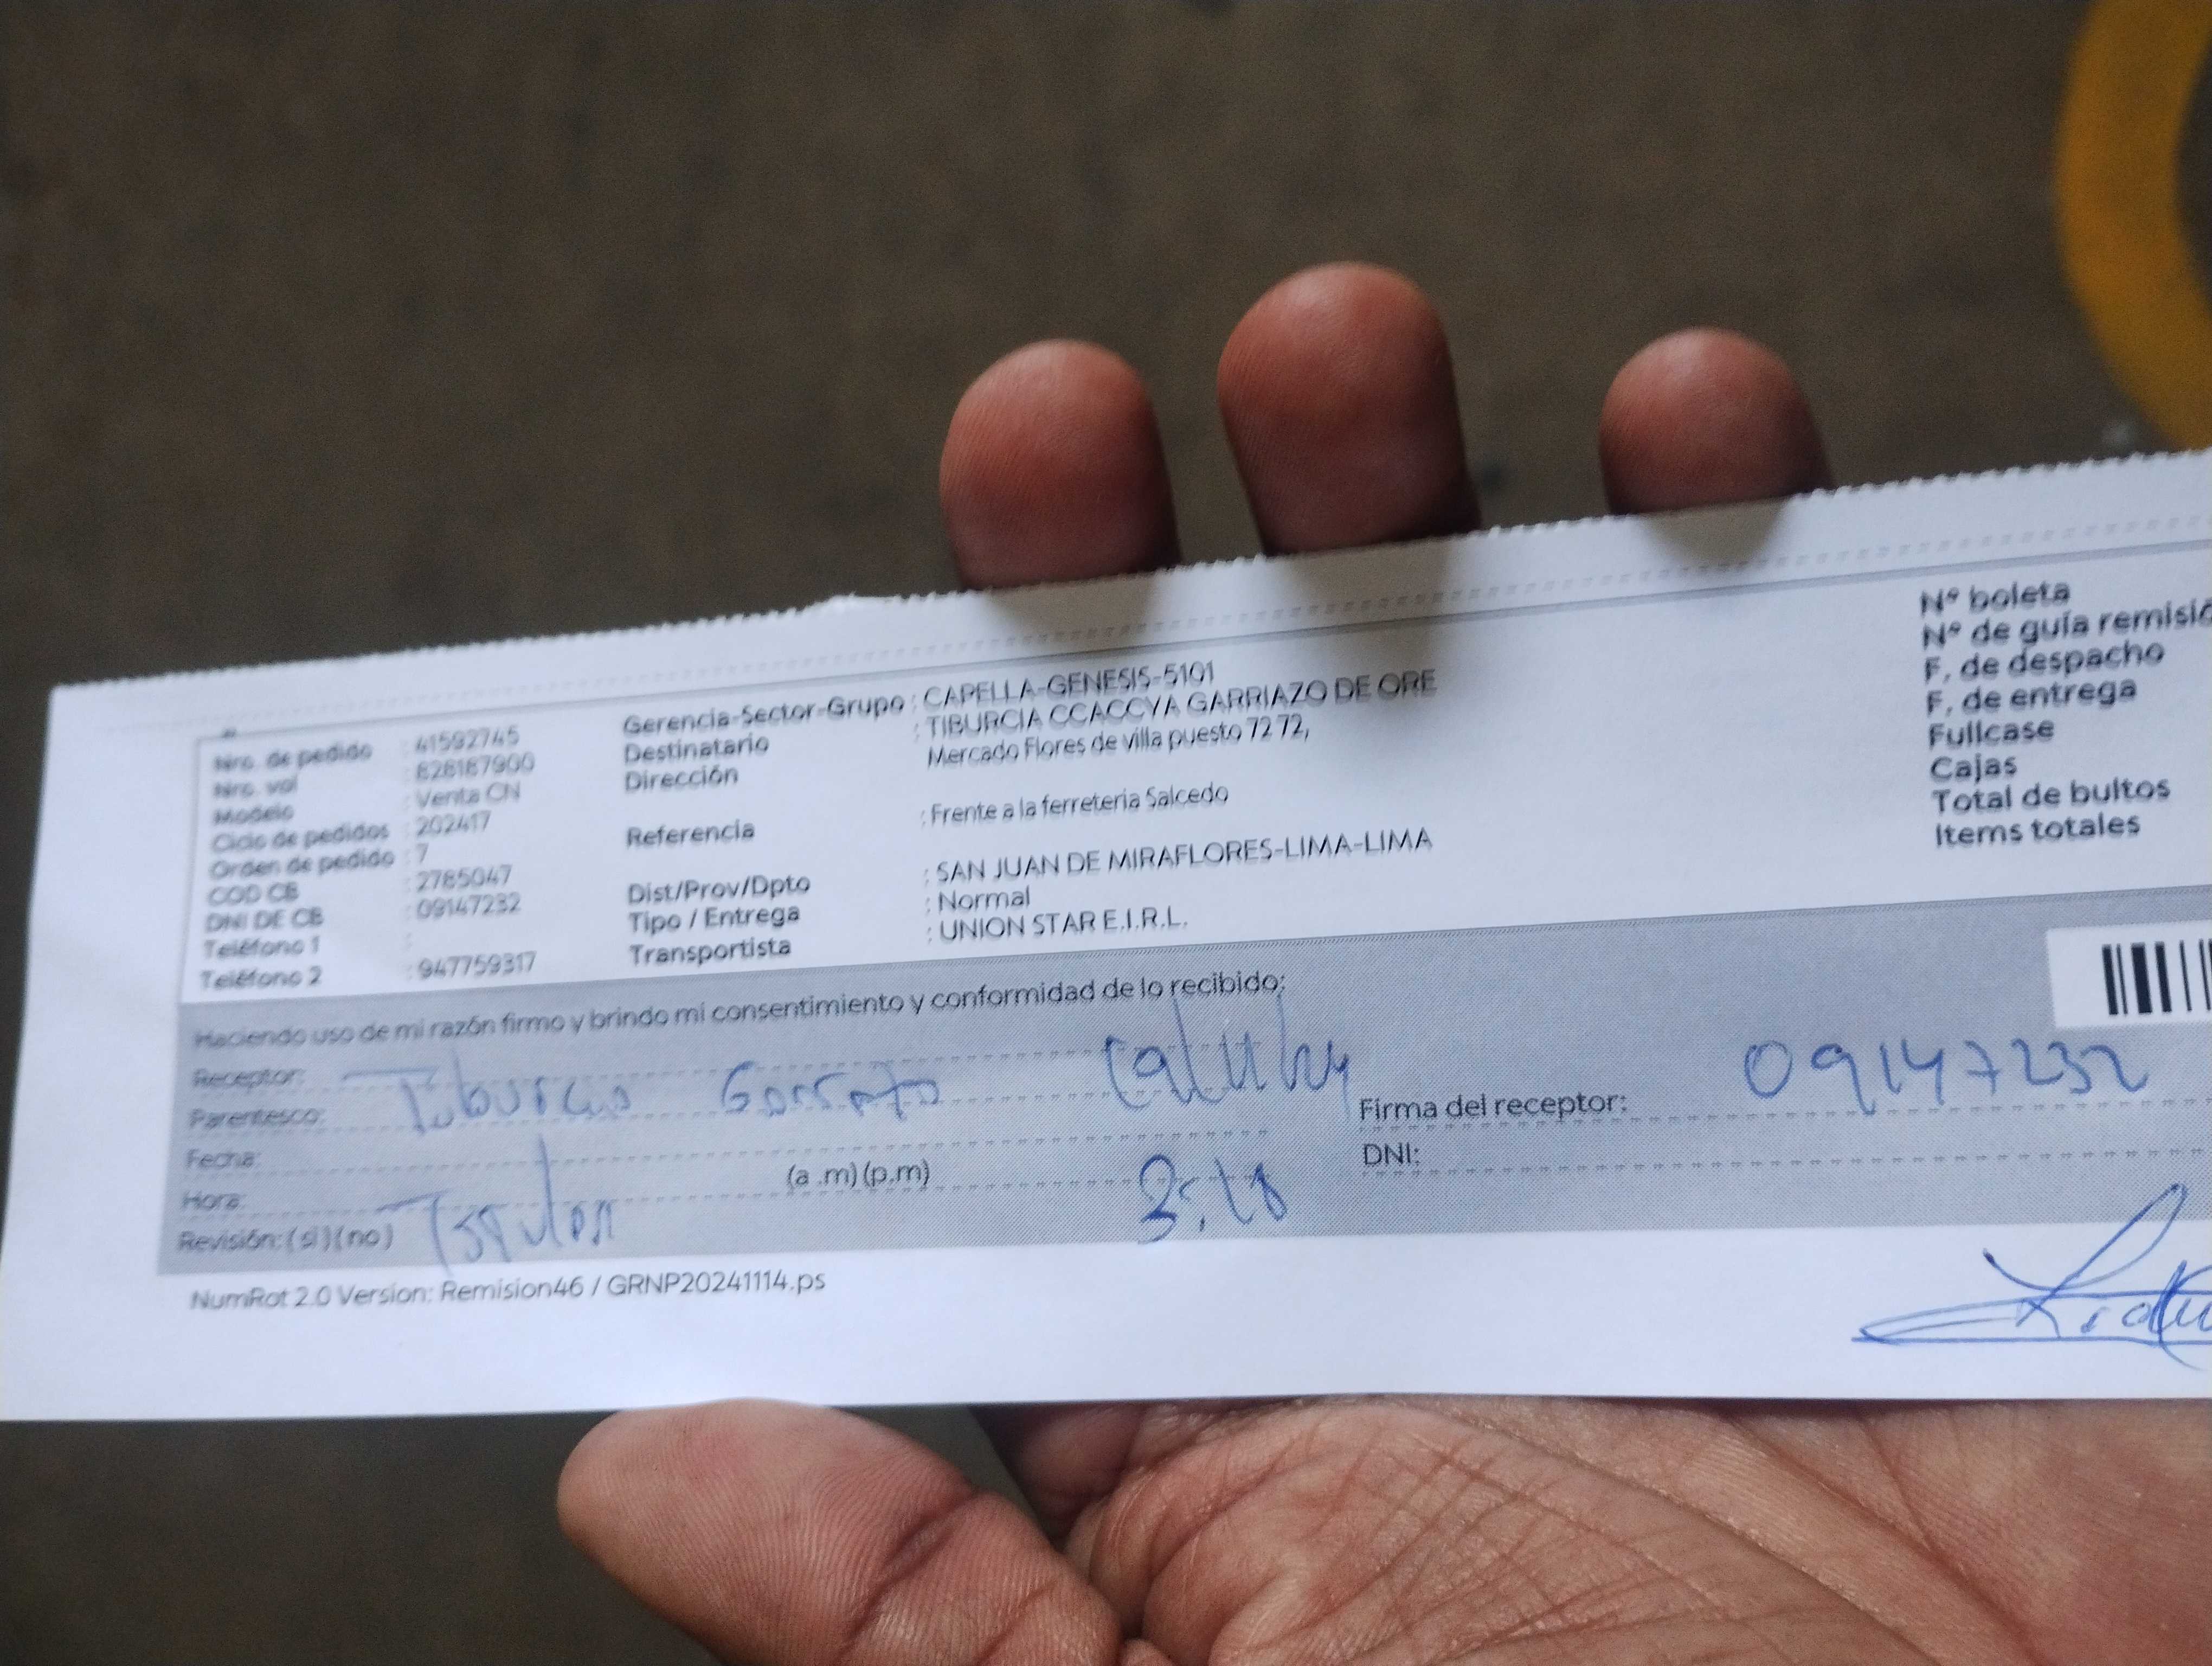 Nro. de pedido : 41592745
Nro. vol : 828187900
Modelo : Venta CN
Ciclo de pedidos : 202417
Orden de pedido : 7
COD CB : 2785047
DNI DE CB : 09147232
Teléfono 1 :
Teléfono 2 : 947759317
Gerencia-Sector-Grupo : CAPELLA-GENESIS-5101
Destinatario : TIBURCIA CCACCYA GARRIAZO DE ORE
Dirección Mercado Flores de villa puesto 72 72,
Referencia : Frente a la ferreteria Salcedo
Dist/Prov/Dpto : SAN JUAN DE MIRAFLORES-LIMA-LIMA
Tipo / Entrega : Normal
Transportista : UNION STAR E.I.R.L.
N° boleta
N° de guía remisió
F. de despacho
F. de entrega
Fullcase
Cajas
Total de bultos
Items totales
Haciendo uso de mi razón firmo y brindo mi consentimiento y conformidad de lo recibido:
Receptor:
Parentesco:
Firma del receptor: 09147232
Fecha:
DNI:
Hora: (a .m) (p.m)
Revisión: (si) (no)
NumRot 2.0 Version: Remision46 / GRNP20241114.ps